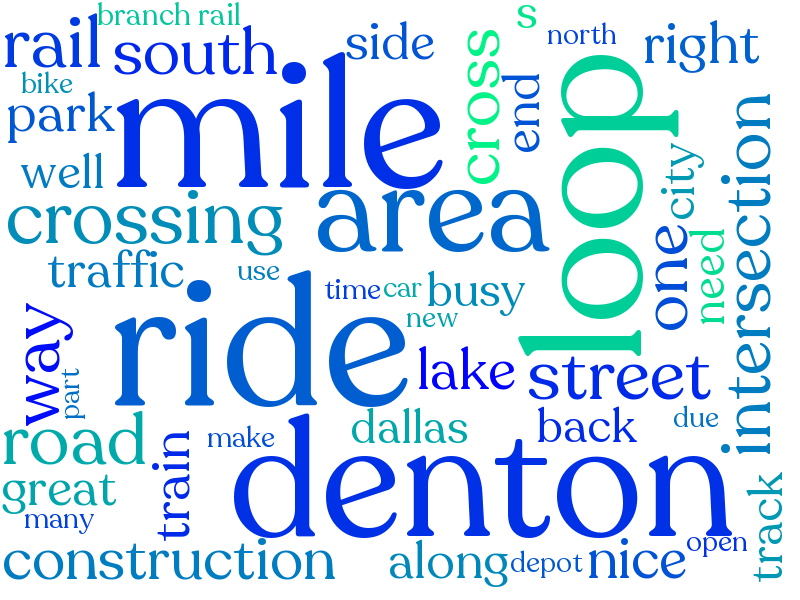 branch rail
s
rail
south
side
cross
north
right
bike
mile
end
loop
park
well
area
city
intersection
crossing
one
need
traffic
use
time
car
busy
new
way
ride
lake
street
part
road
train
make
dallas
back
due
great
denton
many
construction
along
depot
nice
open
track